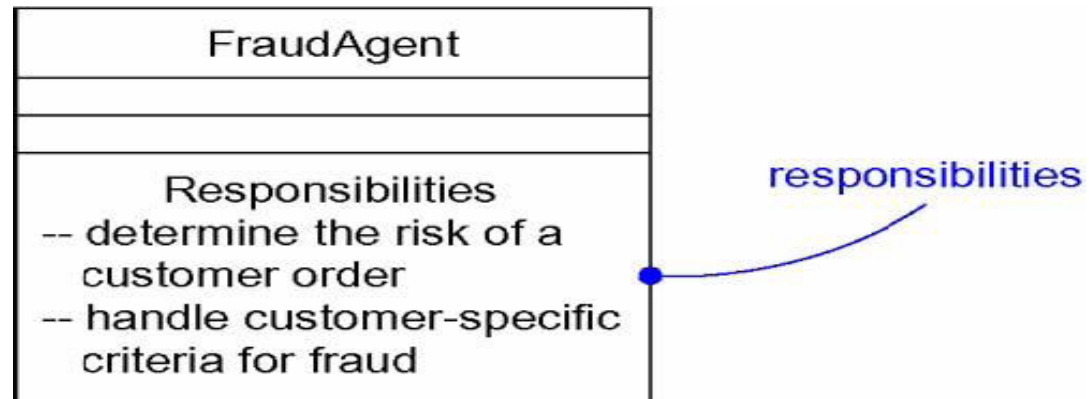 FraudAgent
Responsibilities
-- determine the risk of a
customer order
-- handle customer-specific
criteria for fraud
responsibilities